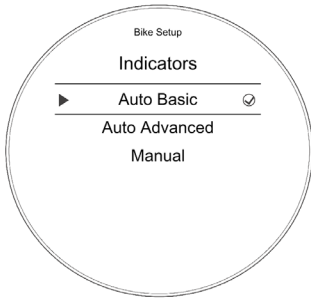 Bike Setup
Indicators
Auto Basic
Auto Advanced
Manual